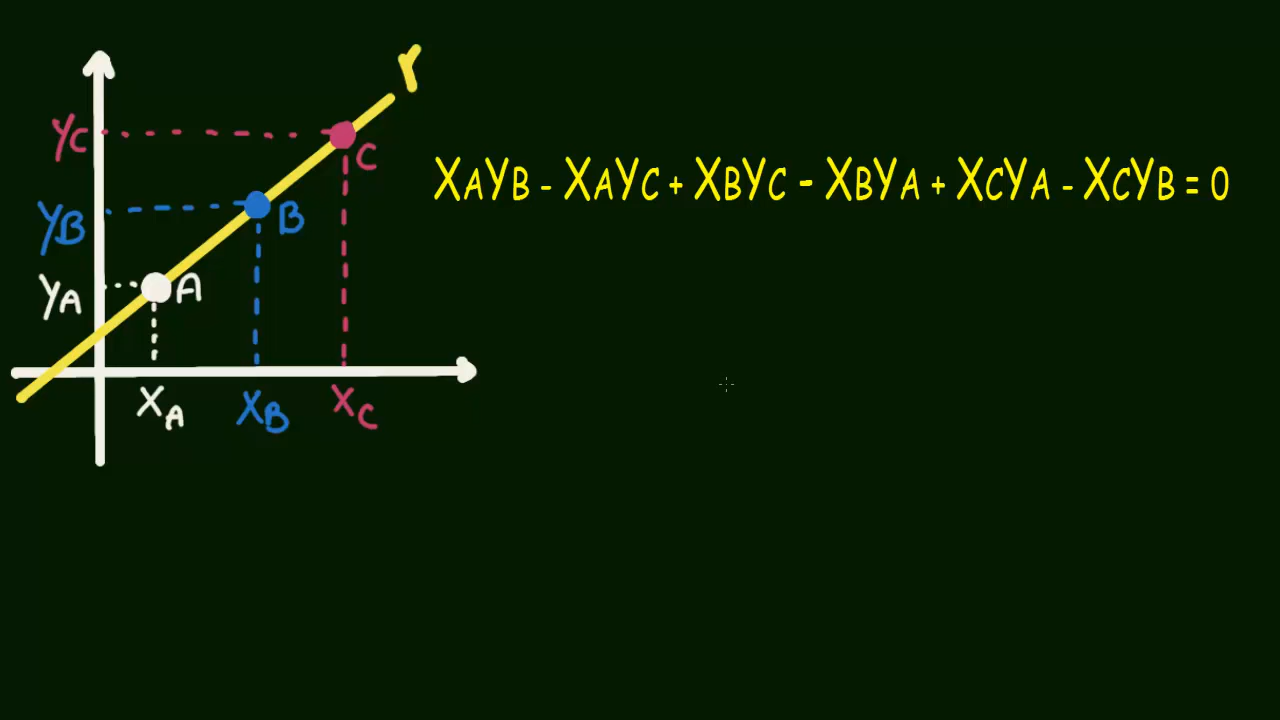 r
YC
C
XAYB - XAYC + XBYC - XBYA + XCYA - XCYB = 0
YB
B
YA
A
XA XB XC